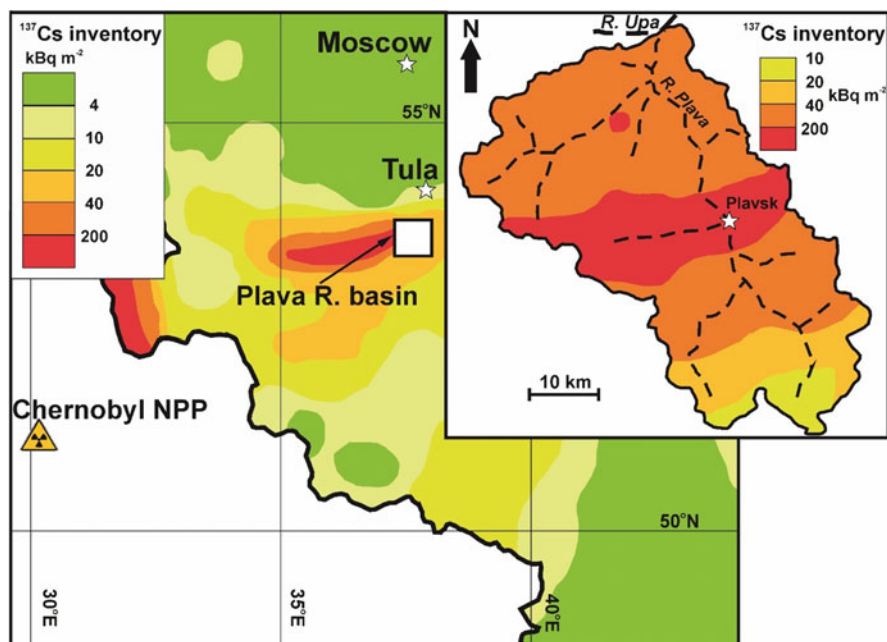 ¹³⁷Cs inventory
kBq m⁻²
4
10
20
40
200
Moscow
55°N
Tula
Plava R. basin
Chernobyl NPP
50°N
30°E
35°E
40°E
R. Upa
N
R. Plava
¹³⁷Cs inventory
10
20
kBq m⁻²
40
200
Plavsk
10 km